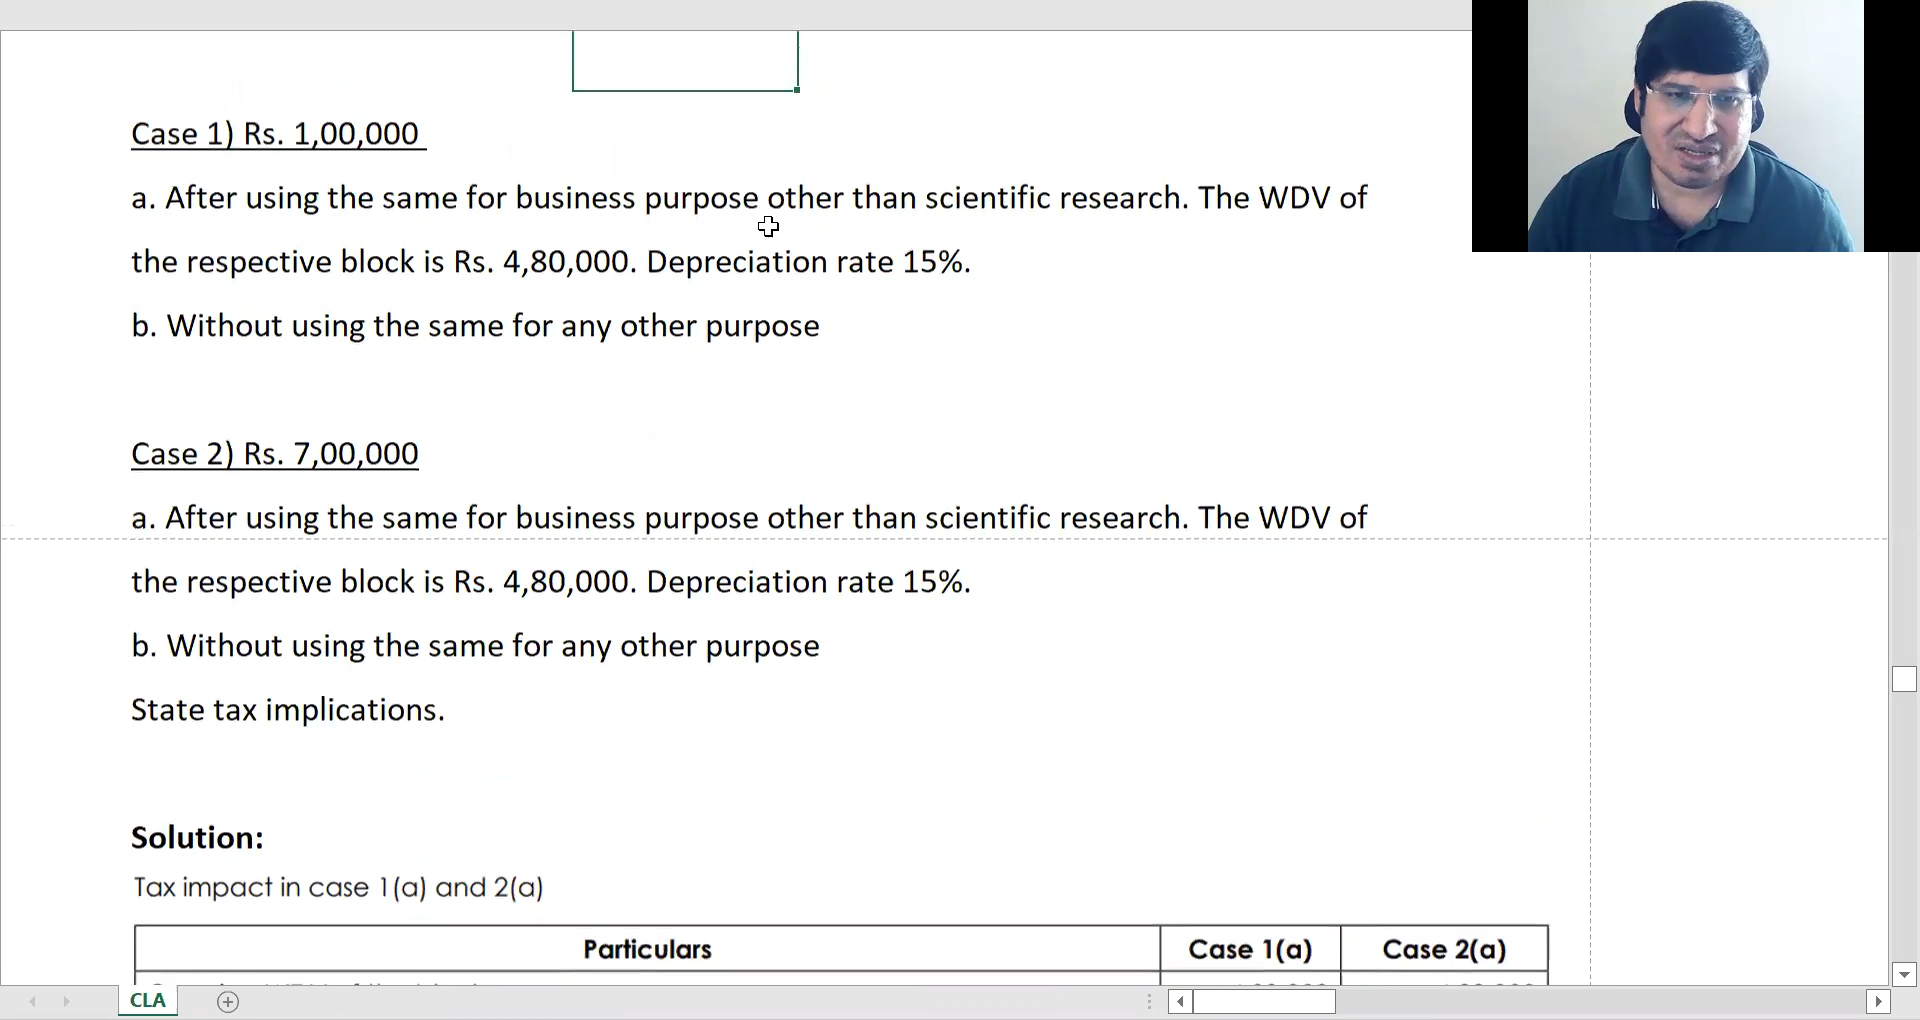 Case 1) Rs. 1,00,000
a. After using the same for business purpose other than scientific research. The WDV of
the respective block is Rs. 4,80,000. Depreciation rate 15%.
b. Without using the same for any other purpose
Case 2) Rs. 7,00,000
a. After using the same for business purpose other than scientific research. The WDV of
the respective block is Rs. 4,80,000. Depreciation rate 15%.
b. Without using the same for any other purpose
State tax implications.
Solution:
Tax impact in case 1(a) and 2(a)
Particulars Case 1(a) Case 2(a)
CLA